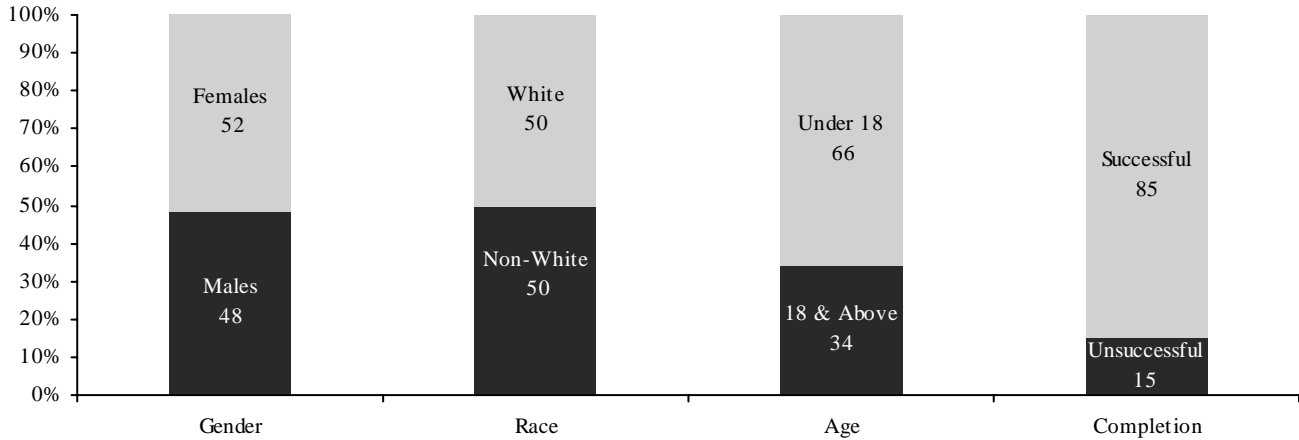 100%
90%
80%
70%
60%
50%
40%
30%
20%
10%
0%
Females
52
Males
48
White
50
Non-White
50
Under 18
66
18 & Above
34
Successful
85
Unsuccessful
15
Gender
Race
Age
Completion